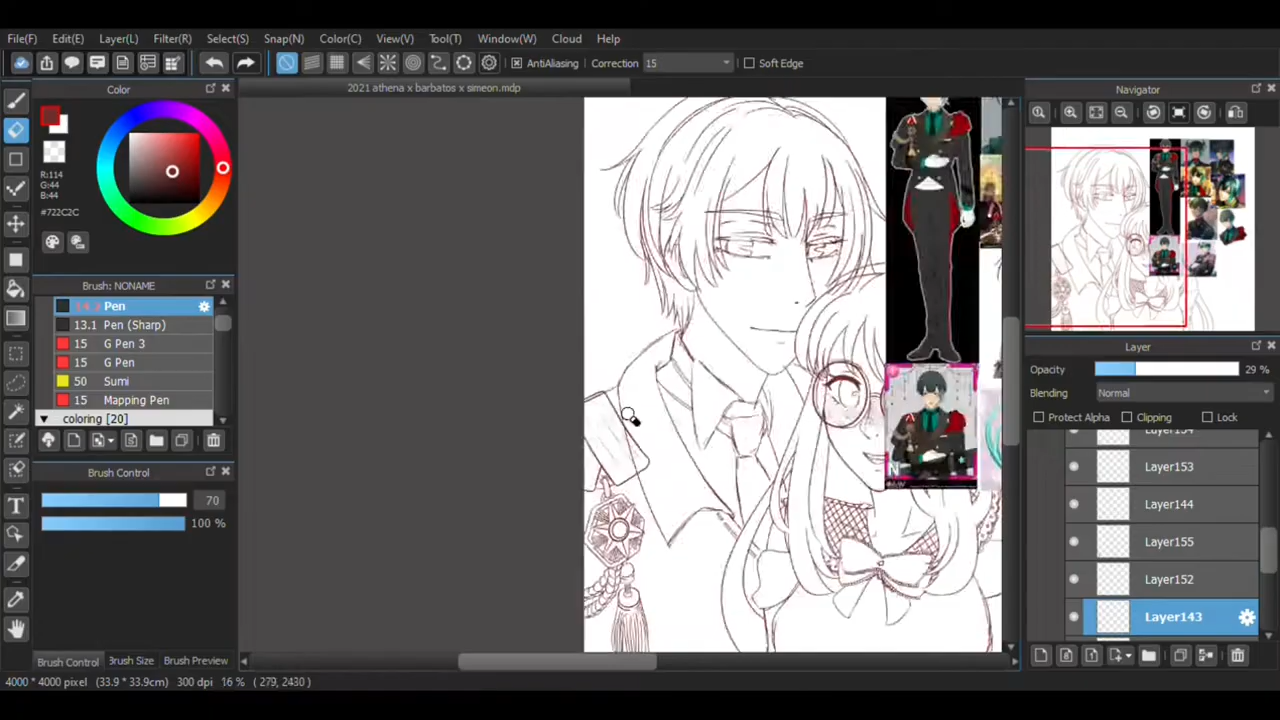 File(F) Edit(E) Layer(L) Filter(R) Select(S) Snap(N) Color(C) View(V) Tool(T) Window(W) Cloud Help
AntiAliasing Correction 15 Soft Edge
Color
2021 athena x barbatos x simeon.mdp
Navigator
R:114
G:44
B:44
#722C2C
Brush: NONAME
Pen
13.1 Pen (Sharp)
15 G Pen 3
15 G Pen
50 Sumi
15 Mapping Pen
coloring [20]
Brush Control
70
100 %
Brush Control Brush Size Brush Preview
Layer
Opacity 29 %
Blending Normal
Protect Alpha Clipping Lock
Layer153
Layer144
Layer155
Layer152
Layer143
4000 * 4000 pixel (33.9 * 33.9cm) 300 dpi 16 % ( 279, 2430 )